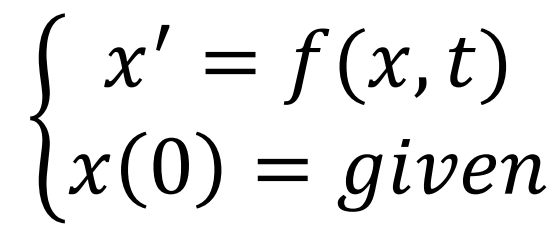 x′ = f(x, t)
x(0) = given